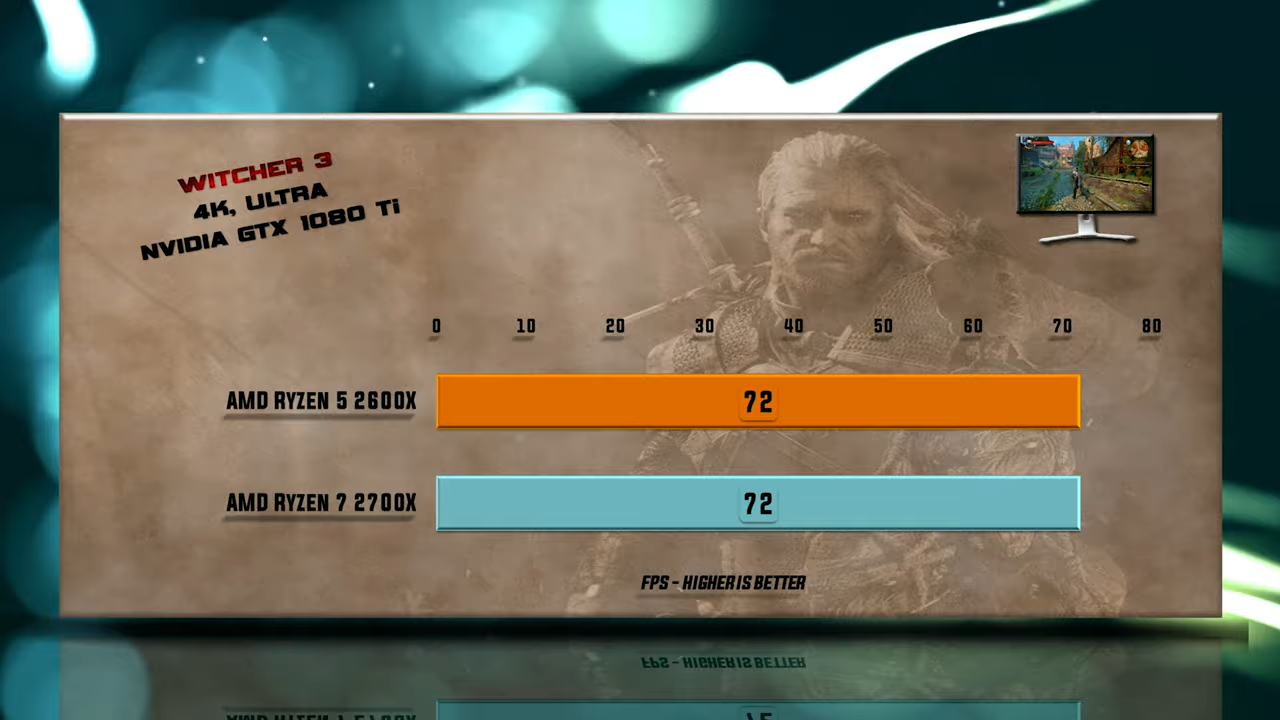 WITCHER 3
4K, ULTRA
NVIDIA GTX 1080 Ti
0 10 20 30 40 50 60 70 80
AMD RYZEN 5 2600X 72
AMD RYZEN 7 2700X 72
FPS - HIGHER IS BETTER